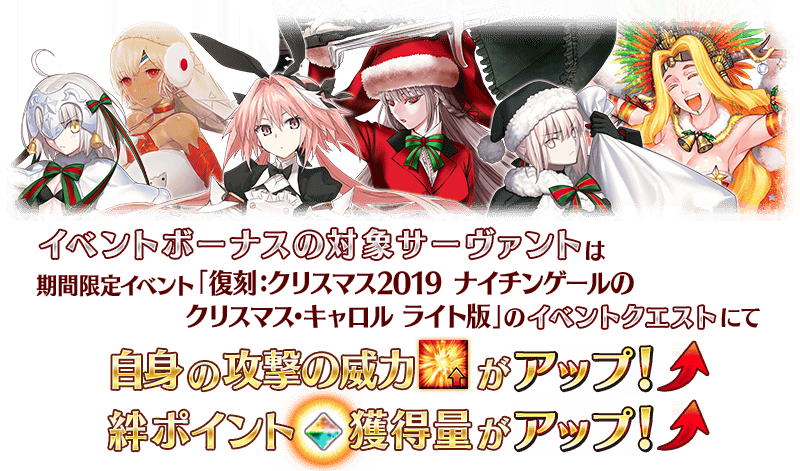 イベントボーナスの対象サーヴァントは
期間限定イベント「復刻:クリスマス2019 ナイチンゲールの
クリスマス・キャロル ライト版」のイベントクエストにて
自身の攻撃の威力がアップ!
絆ポイント獲得量がアップ!